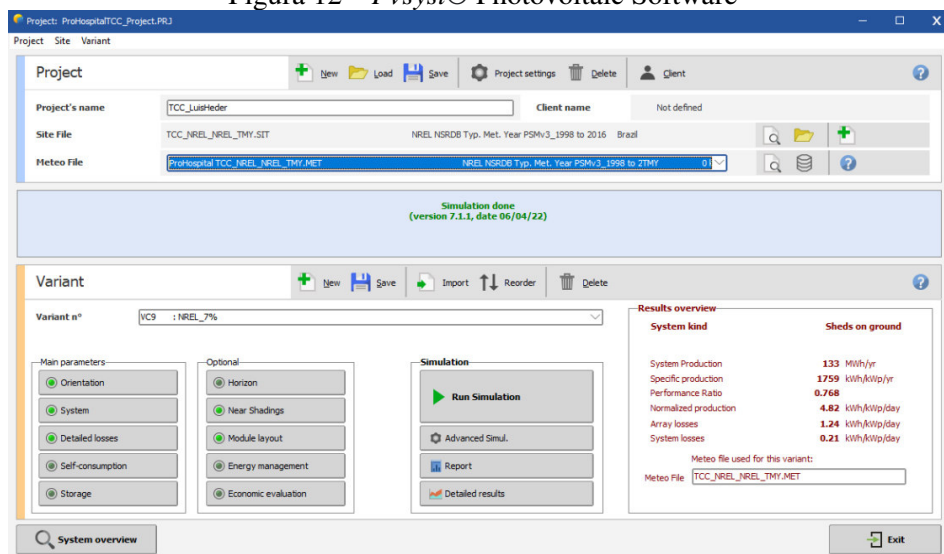 Figura 12 – Pvsyst® Photovoltaic Software
Project: ProHospitalTCC_Project.PRJ
Project Site Variant
Project
New Load Save Project settings Delete Client
Project's name TCC_LuisHeder Client name Not defined
Site File TCC_NREL_NREL_TMY.SIT NREL NSRDB Typ. Met. Year PSMv3_1998 to 2016 Brazil
Meteo File ProHospital TCC_NREL_NREL_TMY.MET NREL NSRDB Typ. Met. Year PSMv3_1998 to 2TMY
Simulation done
(version 7.1.1, date 06/04/22)
Variant
New Save Import Reorder Delete
Variant n° VC9 : NREL_7%
Main parameters
Orientation
System
Detailed losses
Self-consumption
Storage
Optional
Horizon
Near Shadings
Module layout
Energy management
Economic evaluation
Simulation
Run Simulation
Advanced Simul.
Report
Detailed results
Results overview
System kind Sheds on ground
System Production 133 MWh/yr
Specific production 1759 kWh/kWp/yr
Performance Ratio 0.768
Normalized production 4.82 kWh/kWp/day
Array losses 1.24 kWh/kWp/day
System losses 0.21 kWh/kWp/day
Meteo file used for this variant:
Meteo File TCC_NREL_NREL_TMY.MET
System overview
Exit